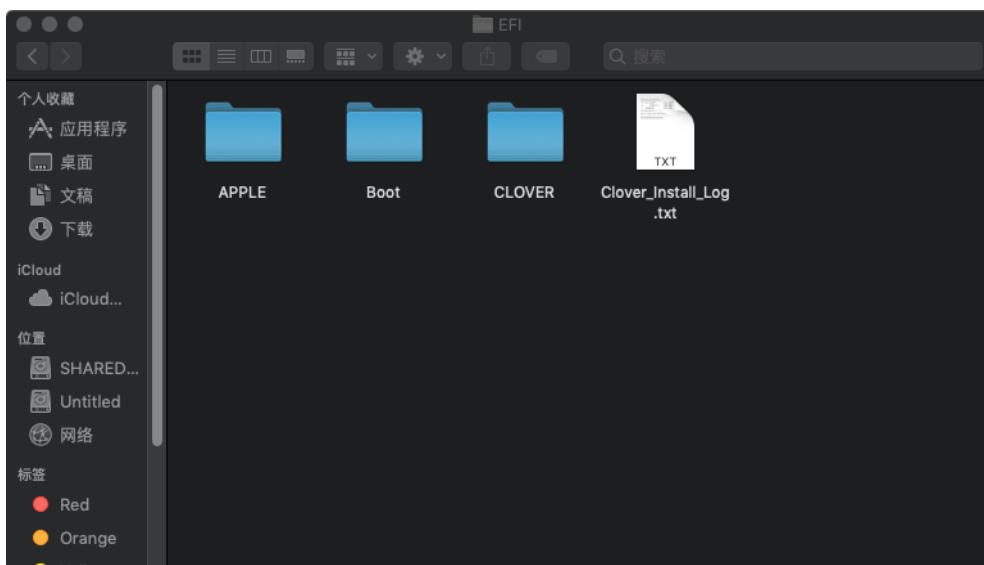 EFI
搜索
个人收藏
应用程序
桌面
文稿
下载
iCloud
iCloud...
位置
SHARED...
Untitled
网络
标签
Red
Orange
APPLE
Boot
CLOVER
TXT
Clover_Install_Log
.txt